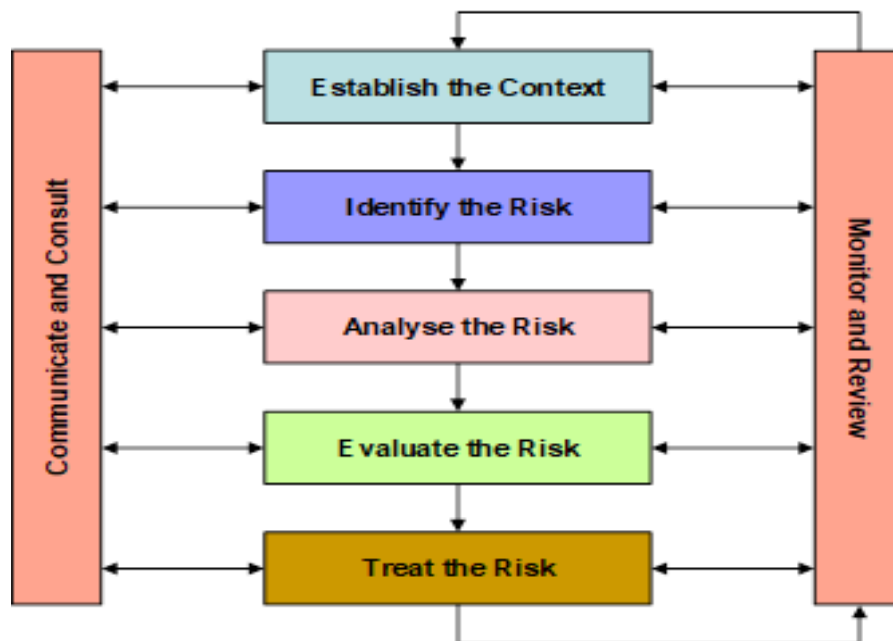 Establish the Context
Identify the Risk
Analyse the Risk
Evaluate the Risk
Treat the Risk
Communicate and Consult
Monitor and Review